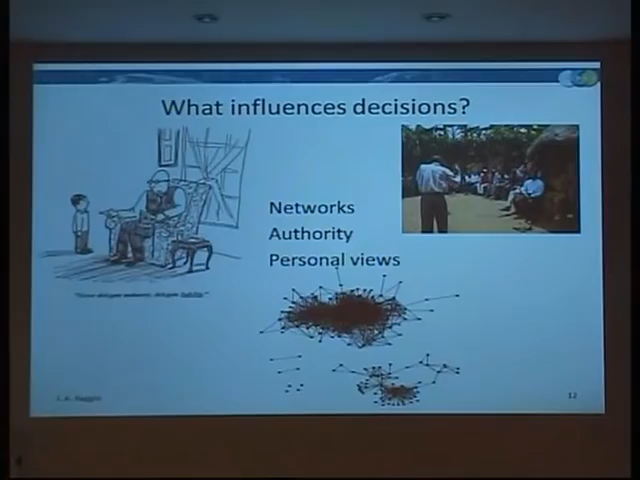 What influences decisions?
Networks
Authority
Personal views
12